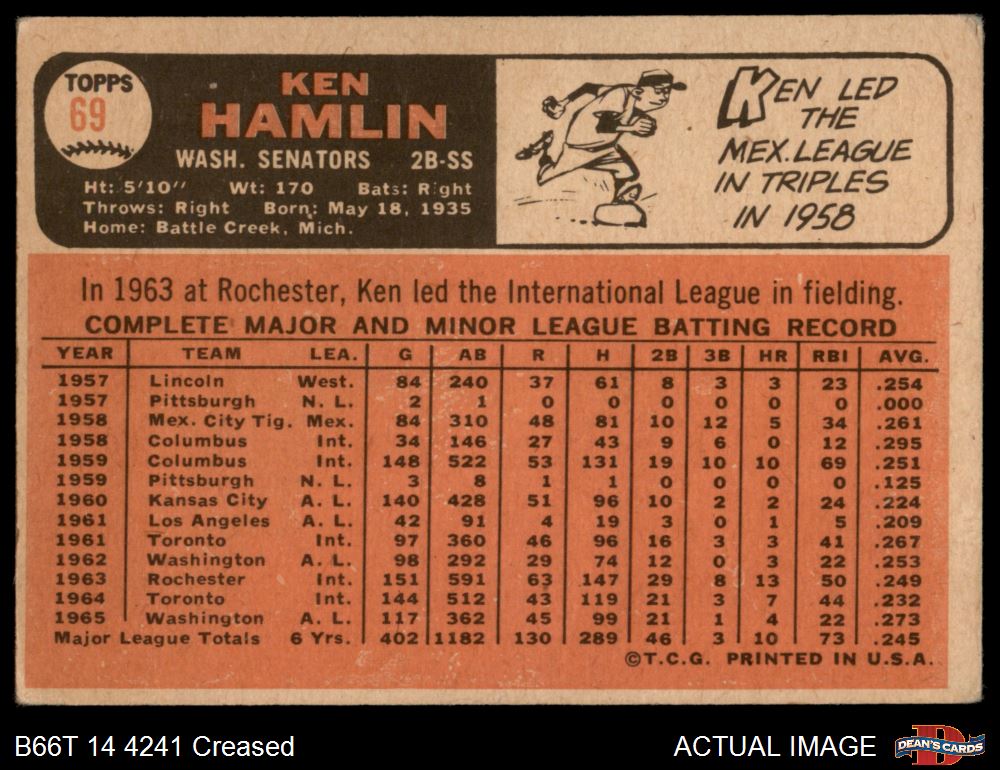 TOPPS
69
KEN
HAMLIN
WASH. SENATORS 2B-SS
Ht: 5'10" Wt: 170 Bats: Right
Throws: Right Born: May 18, 1935
Home: Battle Creek, Mich.
KEN LED
THE
MEX. LEAGUE
IN TRIPLES
IN 1958
In 1963 at Rochester, Ken led the International League in fielding.
COMPLETE MAJOR AND MINOR LEAGUE BATTING RECORD
YEAR TEAM LEA. G AB R H 2B 3B HR RBI AVG.
1957 Lincoln West. 84 240 37 61 8 3 3 23 .254
1957 Pittsburgh N. L. 2 1 0 0 0 0 0 0 .000
1958 Mex. City Tig. Mex. 84 310 48 81 10 12 5 34 .261
1958 Columbus Int. 34 146 27 43 9 6 0 12 .295
1959 Columbus Int. 148 522 53 131 19 10 10 69 .251
1959 Pittsburgh N. L. 3 8 1 1 0 0 0 0 .125
1960 Kansas City A. L. 140 428 51 96 10 2 2 24 .224
1961 Los Angeles A. L. 42 91 4 19 3 0 1 5 .209
1961 Toronto Int. 97 360 46 96 16 3 3 41 .267
1962 Washington A. L. 98 292 29 74 12 0 3 22 .253
1963 Rochester Int. 151 591 63 147 29 8 13 50 .249
1964 Toronto Int. 144 512 43 119 21 3 7 44 .232
1965 Washington A. L. 117 362 45 99 21 1 4 22 .273
Major League Totals 6 Yrs. 402 1182 130 289 46 3 10 73 .245
©T.C.G. PRINTED IN U.S.A.
B66T 14 4241 Creased
ACTUAL IMAGE
DEAN'S CARDS